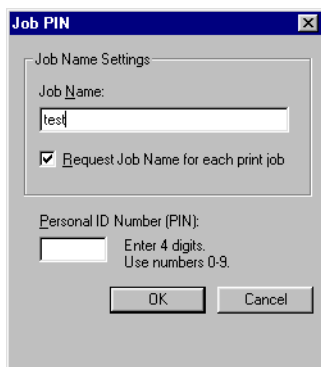 Job PIN
Job Name Settings
Job Name:
test
Request Job Name for each print job
Personal ID Number (PIN):
Enter 4 digits.
Use numbers 0-9.
OK Cancel